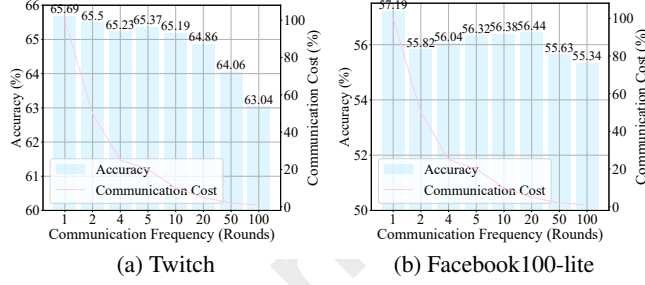 66
65
64
63
62
61
60
Accuracy (%)
65.69
65.5
65.23
65.37
65.19
64.86
64.06
63.04
100
80
60
40
20
0
Communication Cost (%)
Accuracy
Communication Cost
1 2 4 5 10 20 50 100
Communication Frequency (Rounds)
(a) Twitch
56
54
52
50
Accuracy (%)
57.19
55.82
56.04
56.32
56.38
56.44
55.63
55.34
100
80
60
40
20
0
Communication Cost (%)
Accuracy
Communication Cost
1 2 4 5 10 20 50 100
Communication Frequency (Rounds)
(b) Facebook100-lite